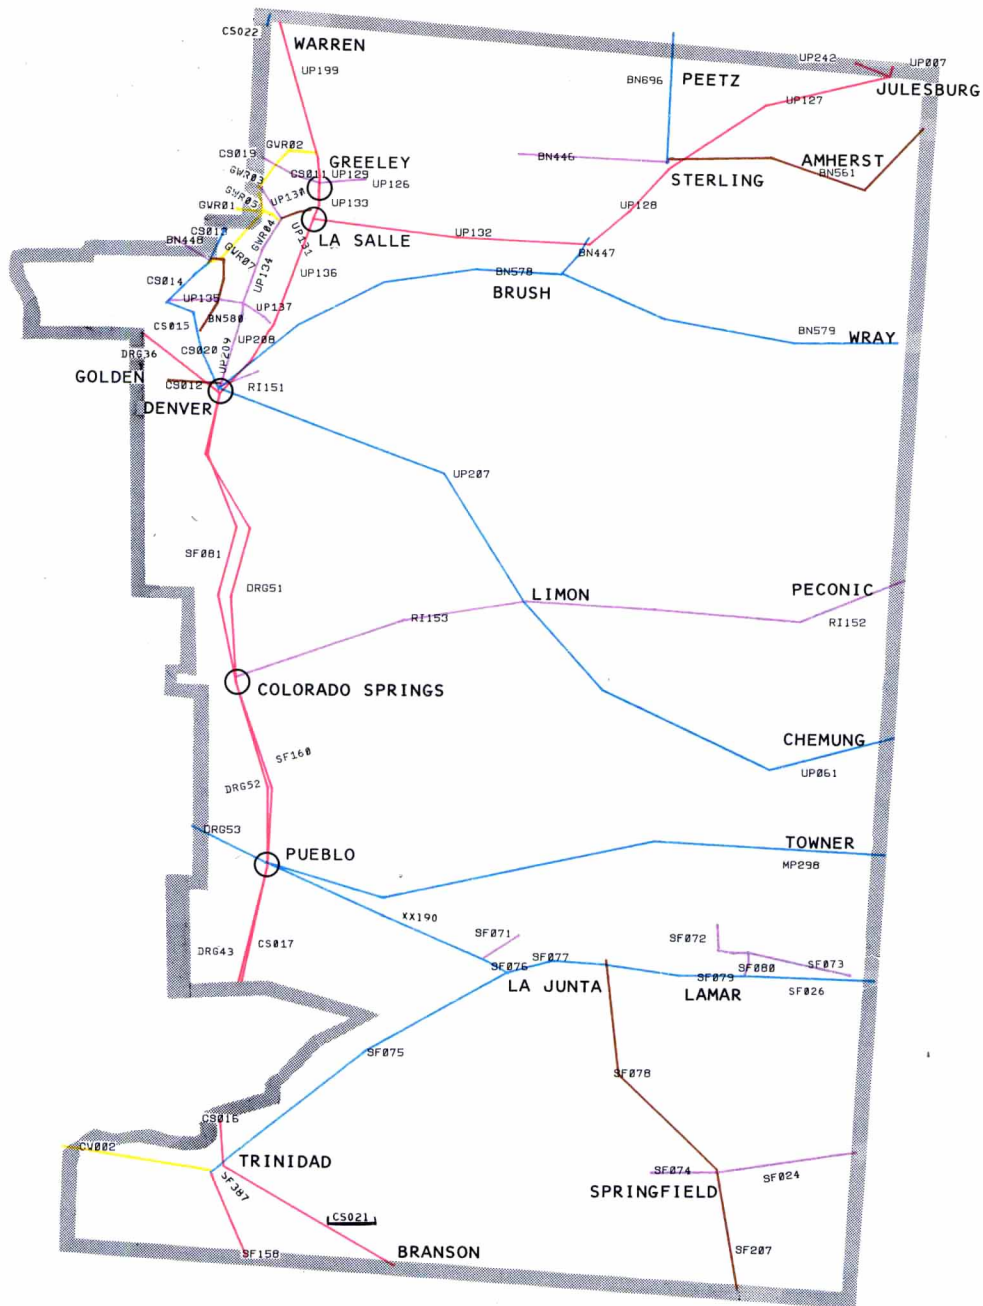 CS022
WARREN
UP199
UP242
UP007
BN696
PEETZ
JULESBURG
UP127
GWR02
CS019
BN446
AMHERST
BN561
GREELEY
CS011
UP129
UP126
STERLING
GWR03
GWR05
UP130
UP133
GWR01
UP128
GWR04
UP131
LA SALLE
UP132
BN448
GWR07
BN447
UP134
UP136
BN578
BRUSH
CS014
UP135
UP137
BN580
CS015
UP208
BN579
WRAY
CS020
UP209
DRG36
GOLDEN
CS012
RI151
DENVER
UP207
SF081
DRG51
LIMON
PECONIC
RI153
RI152
COLORADO SPRINGS
CHEMUNG
SF160
UP061
DRG52
DRG53
TOWNER
PUEBLO
MP298
XX190
SF071
SF072
DRG43
CS017
SF077
SF076
SF080
SF073
SF079
LA JUNTA
LAMAR
SF026
SF075
SF078
CS016
CW002
TRINIDAD
SF387
SF074
SF024
SPRINGFIELD
CS021
SF158
BRANSON
SF207